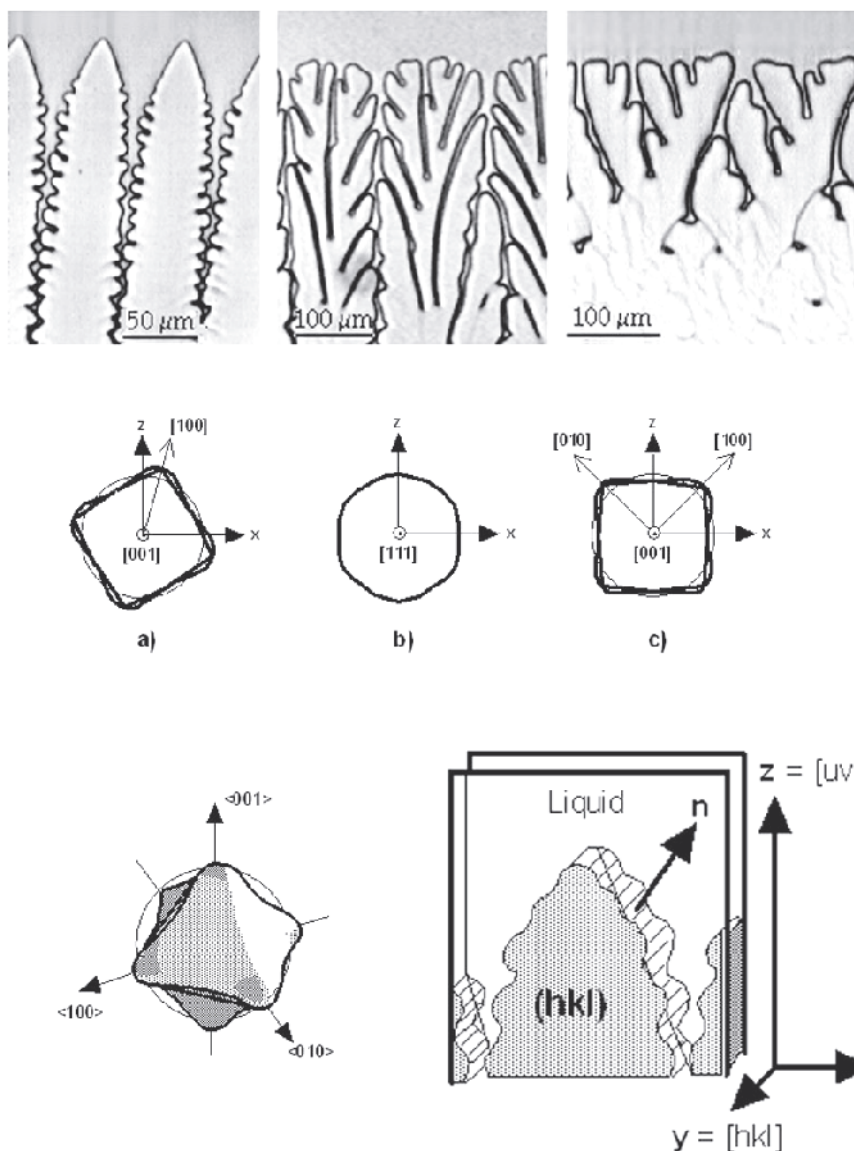 50 µm
100 µm
100 µm
z
[100]
x
[001]
a)
z
x
[111]
b)
[010]
z
[100]
x
[001]
c)
<001>
<100>
<010>
Liquid
n
(hkl)
z = [uv
y = [hkl]